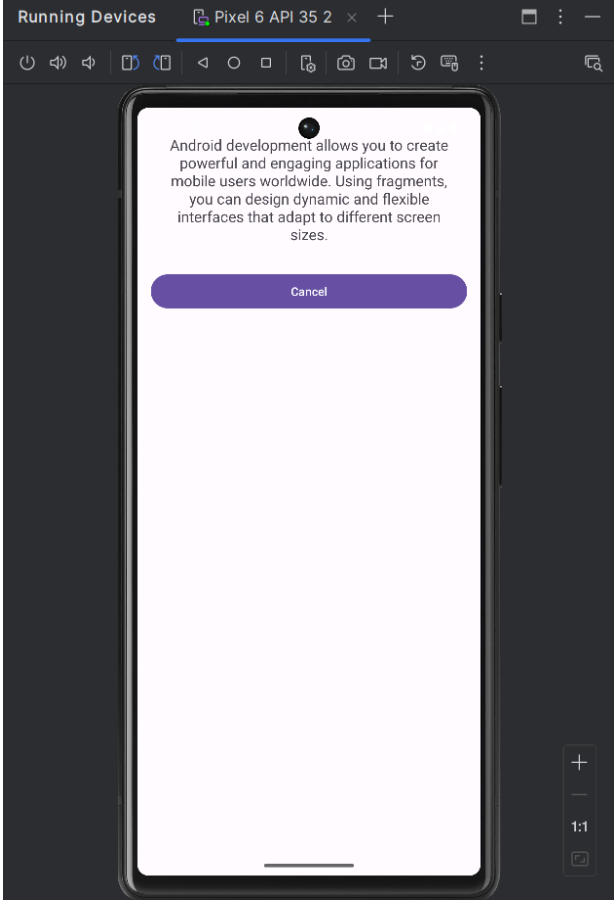 Running Devices
Pixel 6 API 35 2
Android development allows you to create
powerful and engaging applications for
mobile users worldwide. Using fragments,
you can design dynamic and flexible
interfaces that adapt to different screen
sizes.
Cancel
1:1